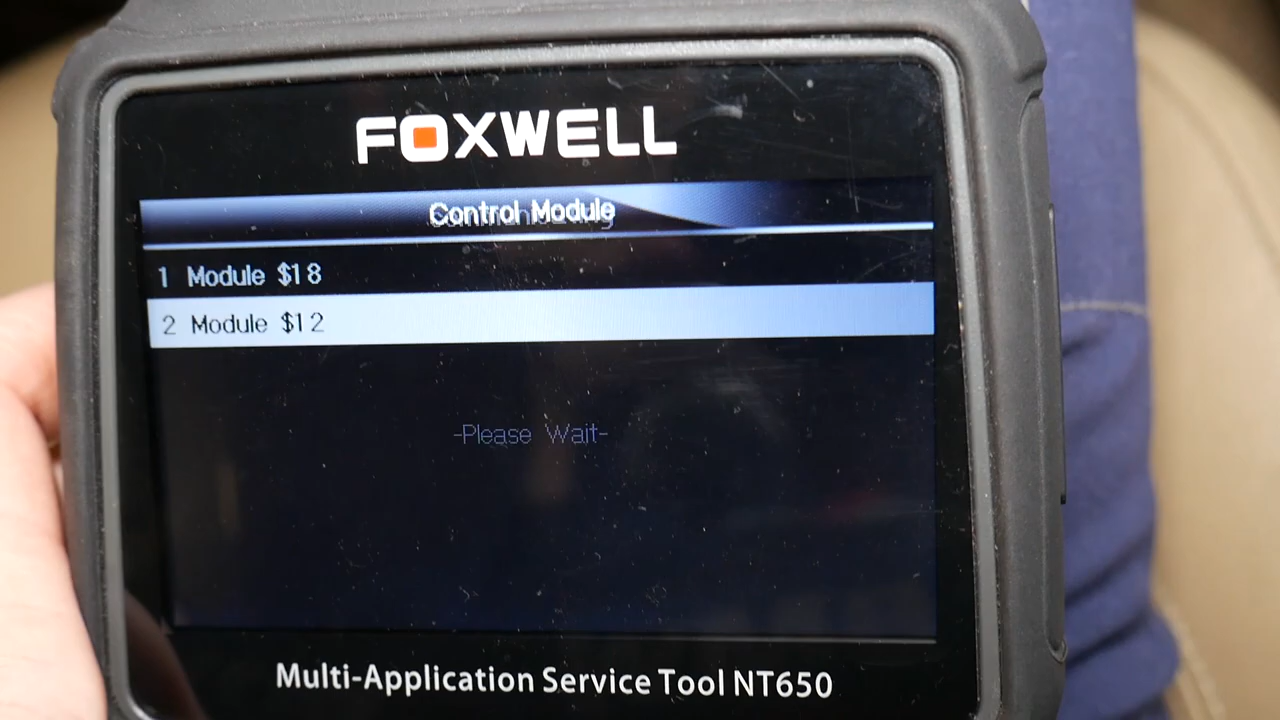 FOXWELL
Control Module
1 Module $18
2 Module $12
-Please Wait-
Multi-Application Service Tool NT650